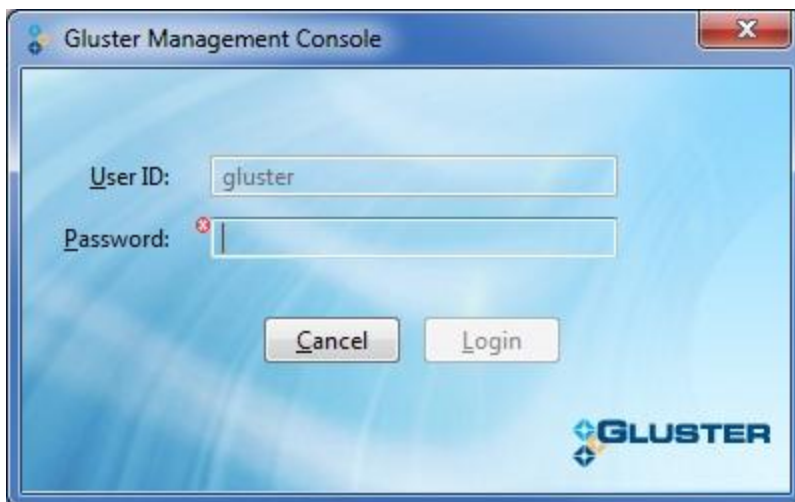 Gluster Management Console
User ID: gluster
Password:
Cancel Login
GLUSTER